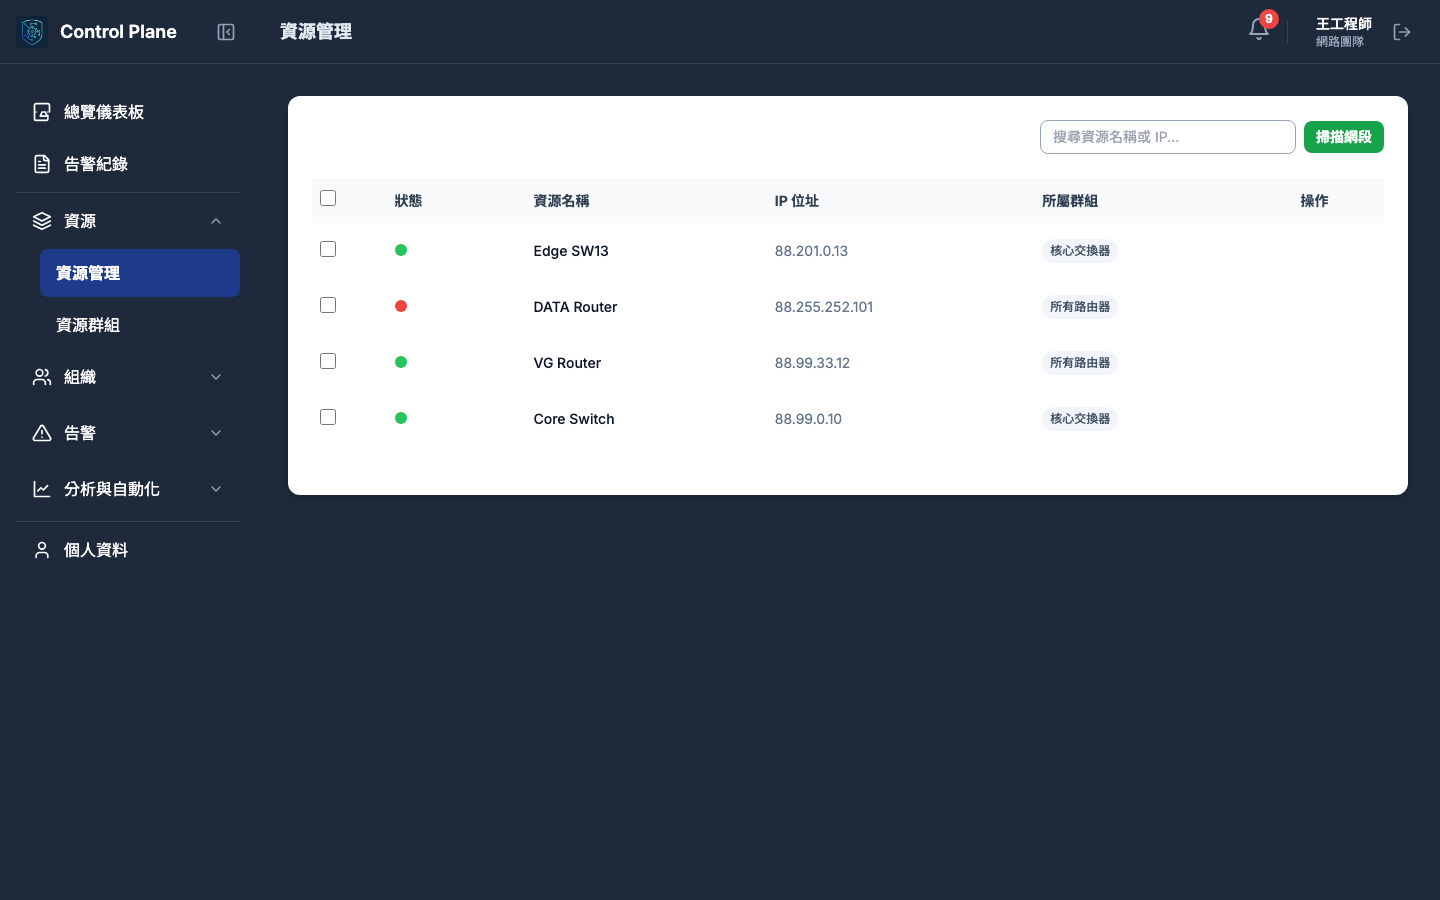 Control Plane
資源管理
9
王工程師
網路團隊
總覽儀表板
告警紀錄
資源
資源管理
資源群組
組織
告警
分析與自動化
個人資料
搜尋資源名稱或 IP...
掃描網段
狀態 資源名稱 IP 位址 所屬群組 操作
Edge SW13 88.201.0.13 核心交換器
DATA Router 88.255.252.101 所有路由器
VG Router 88.99.33.12 所有路由器
Core Switch 88.99.0.10 核心交換器